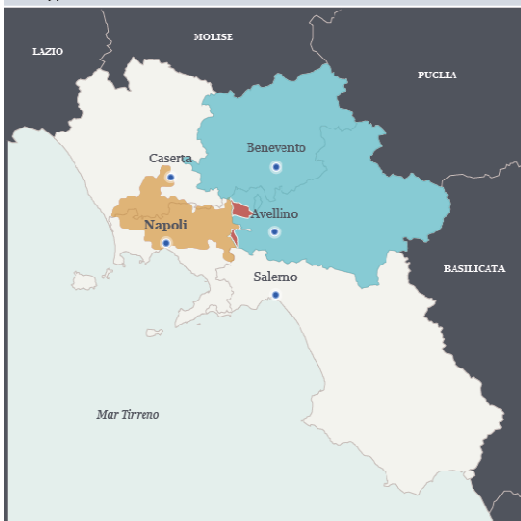 MOLISE
LAZIO
PUGLIA
Benevento
Caserta
Avellino
Napoli
BASILICATA
Salerno
Mar Tirreno